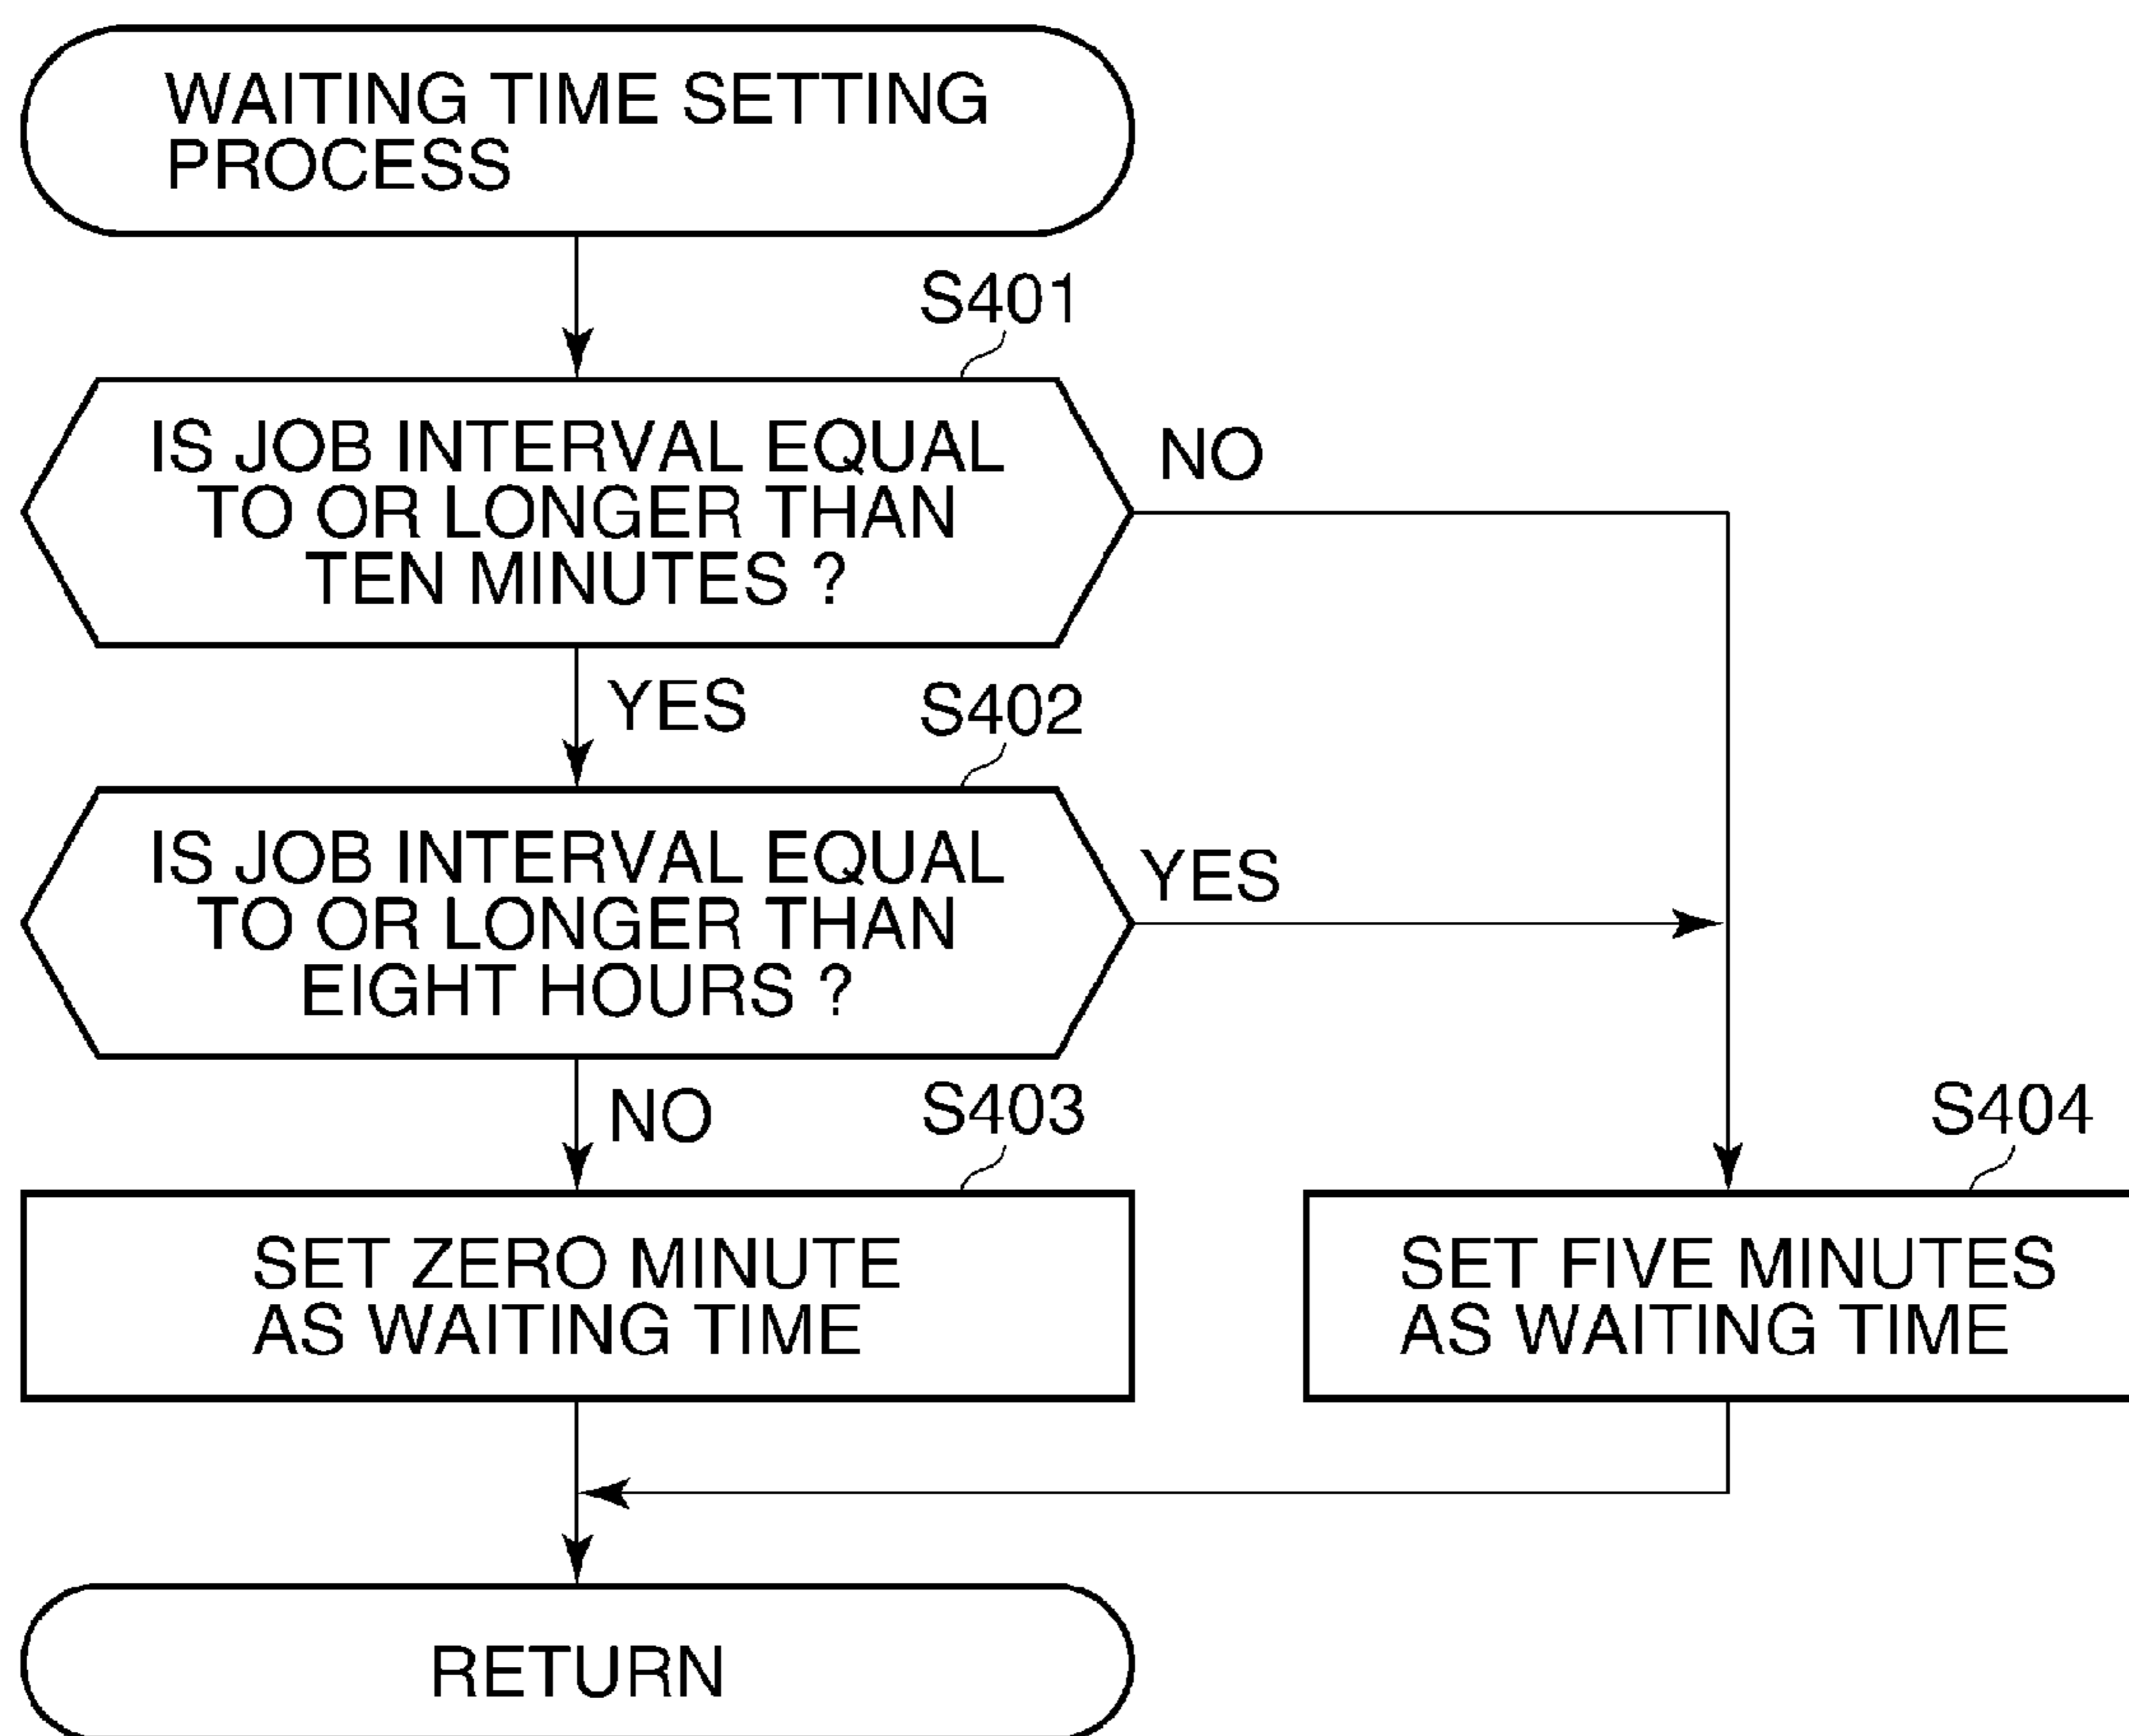 WAITING TIME SETTING
PROCESS
S401
IS JOB INTERVAL EQUAL
TO OR LONGER THAN
TEN MINUTES ?
NO
YES
S402
IS JOB INTERVAL EQUAL
TO OR LONGER THAN
EIGHT HOURS ?
YES
NO
S403
SET ZERO MINUTE
AS WAITING TIME
S404
SET FIVE MINUTES
AS WAITING TIME
RETURN